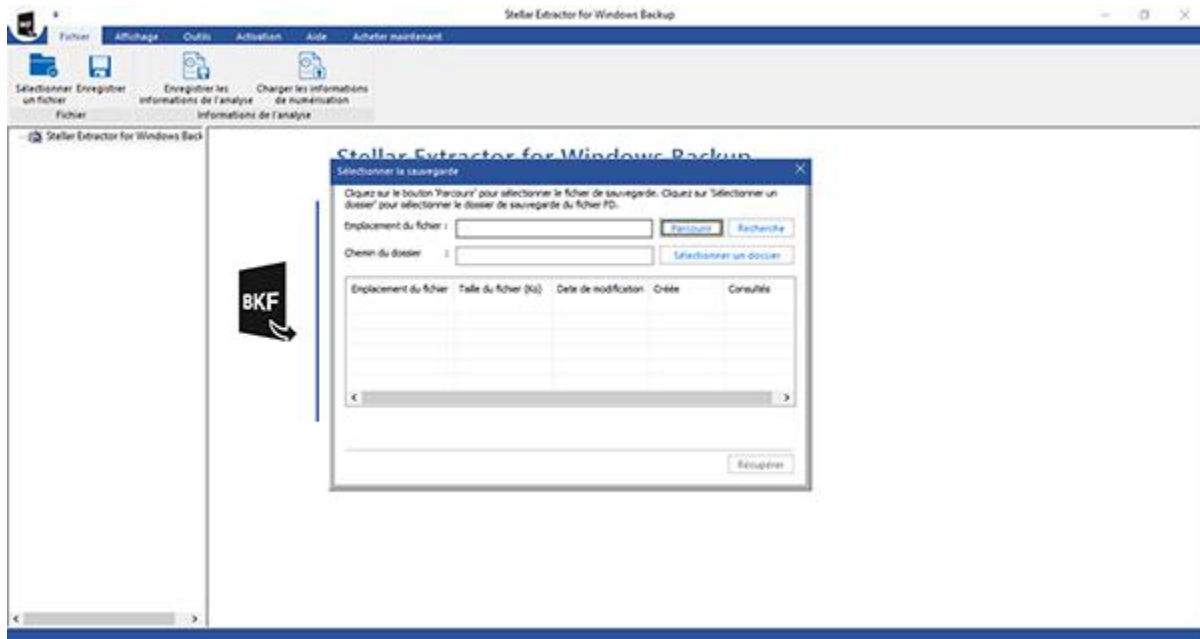 Stellar Extractor for Windows Backup
Fichier Affichage Outils Activation Aide Acheter maintenant
Sélectionner un fichier
Enregistrer
Enregistrer les informations de l'analyse
Charger les informations de numérisation
Fichier
Informations de l'analyse
Stellar Extractor for Windows Back
Stellar Extractor for Windows Backup
Sélectionner la sauvegarde
Cliquez sur le bouton 'Parcourir' pour sélectionner le fichier de sauvegarde. Cliquez sur 'Sélectionner un
dossier' pour sélectionner le dossier de sauvegarde du fichier FD.
Emplacement du fichier :
Parcourir
Recherche
Chemin du dossier :
Sélectionner un dossier
Emplacement du fichier Taille du fichier (Ko) Date de modification Créée Consultés
BKF
Récupérer